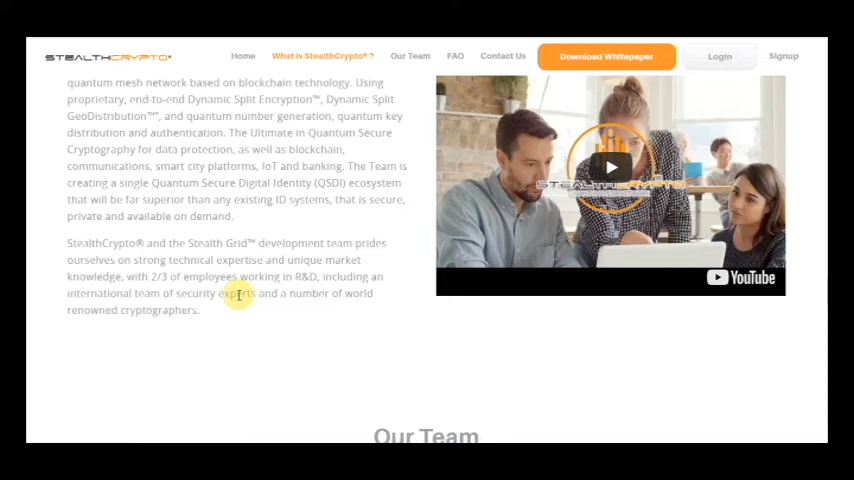 STEALTHCRYPTO
Home
What is StealthCrypto® ?
Our Team
FAQ
Contact Us
Download Whitepaper
Login
Signup
quantum mesh network based on blockchain technology. Using
proprietary, end-to-end Dynamic Split Encryption™, Dynamic Split
GeoDistribution™, and quantum number generation, quantum key
distribution and authentication. The Ultimate in Quantum Secure
Cryptography for data protection, as well as blockchain,
communications, smart city platforms, IoT and banking. The Team is
creating a single Quantum Secure Digital Identity (QSDI) ecosystem
that will be far superior than any existing ID systems, that is secure,
private and available on demand.
StealthCrypto® and the Stealth Grid™ development team prides
ourselves on strong technical expertise and unique market
knowledge, with 2/3 of employees working in R&D, including an
international team of security experts and a number of world
renowned cryptographers.
STEALTHCRYPTO
YouTube
Our Team